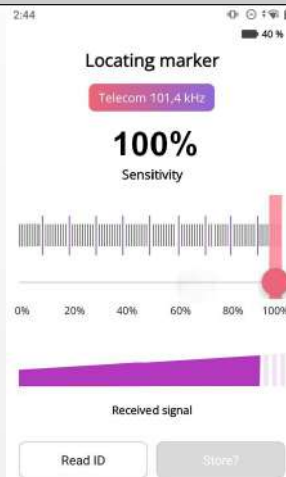 2:44
40 %
Locating marker
Telecom 101,4 kHz
100%
Sensitivity
0% 20% 40% 60% 80% 100%
Received signal
Read ID Store?